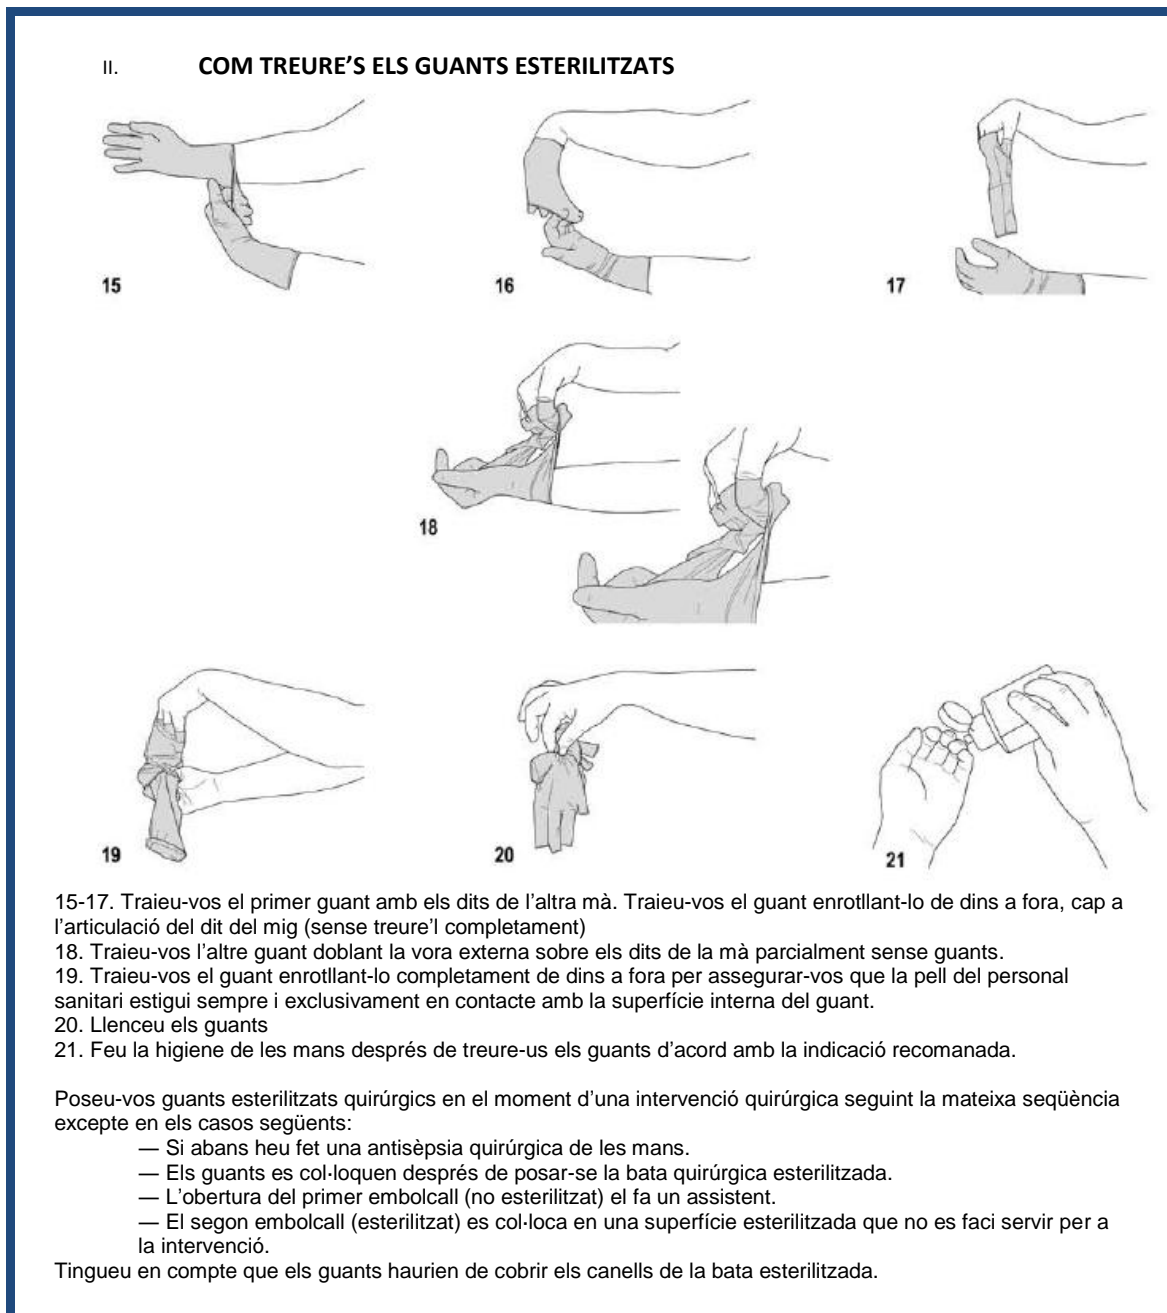 II. COM TREURE’S ELS GUANTS ESTERILITZATS
15
16
17
18
19
20
21
15-17. Traieu-vos el primer guant amb els dits de l’altra mà. Traieu-vos el guant enrotllant-lo de dins a fora, cap a
l’articulació del dit del mig (sense treure’l completament)
18. Traieu-vos l’altre guant doblant la vora externa sobre els dits de la mà parcialment sense guants.
19. Traieu-vos el guant enrotllant-lo completament de dins a fora per assegurar-vos que la pell del personal
sanitari estigui sempre i exclusivament en contacte amb la superfície interna del guant.
20. Llenceu els guants
21. Feu la higiene de les mans després de treure-us els guants d’acord amb la indicació recomanada.
Poseu-vos guants esterilitzats quirúrgics en el moment d’una intervenció quirúrgica seguint la mateixa seqüència
excepte en els casos següents:
— Si abans heu fet una antisèpsia quirúrgica de les mans.
— Els guants es col·loquen després de posar-se la bata quirúrgica esterilitzada.
— L’obertura del primer embolcall (no esterilitzat) el fa un assistent.
— El segon embolcall (esterilitzat) es col·loca en una superfície esterilitzada que no es faci servir per a
la intervenció.
Tingueu en compte que els guants haurien de cobrir els canells de la bata esterilitzada.